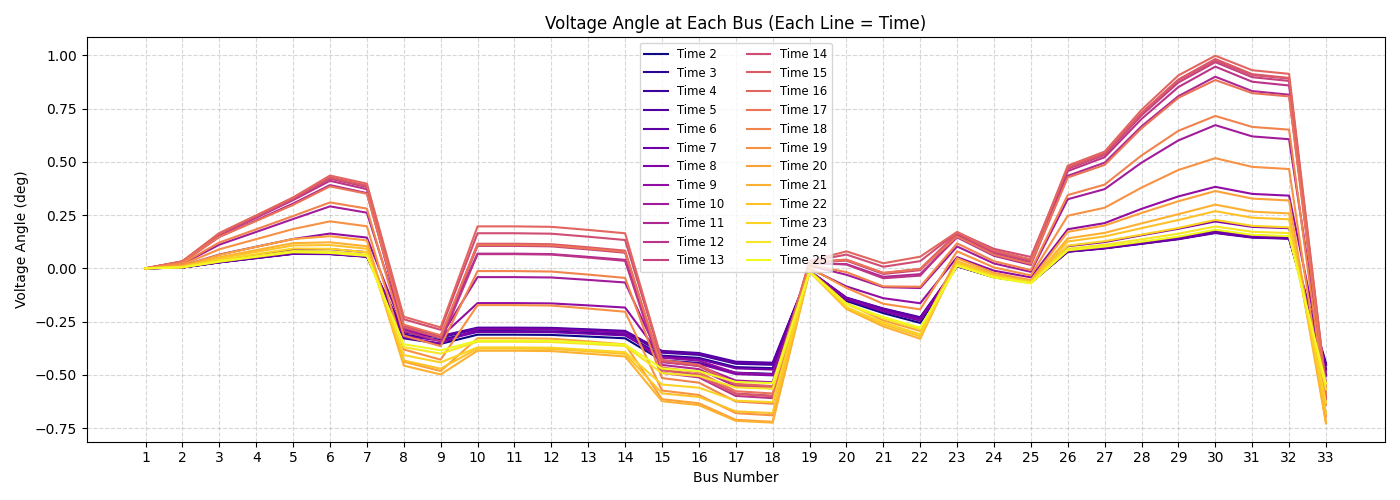 Voltage Angle at Each Bus (Each Line = Time)
Voltage Angle (deg)
1.00
0.75
0.50
0.25
0.00
−0.25
−0.50
−0.75
Time 2
Time 3
Time 4
Time 5
Time 6
Time 7
Time 8
Time 9
Time 10
Time 11
Time 12
Time 13
Time 14
Time 15
Time 16
Time 17
Time 18
Time 19
Time 20
Time 21
Time 22
Time 23
Time 24
Time 25
1 2 3 4 5 6 7 8 9 10 11 12 13 14 15 16 17 18 19 20 21 22 23 24 25 26 27 28 29 30 31 32 33
Bus Number